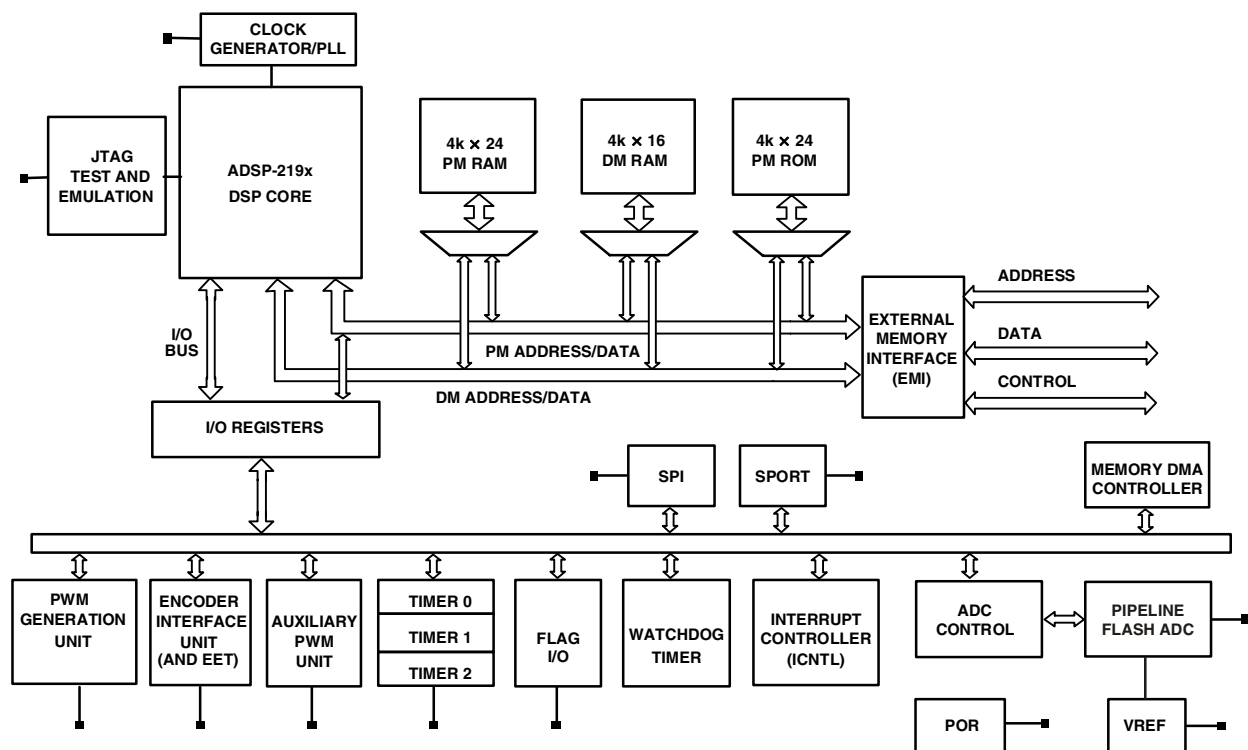 CLOCK
GENERATOR/PLL
JTAG
TEST AND
EMULATION
ADSP-219x
DSP CORE
4k × 24
PM RAM
4k × 16
DM RAM
4k × 24
PM ROM
I/O
BUS
PM ADDRESS/DATA
DM ADDRESS/DATA
EXTERNAL
MEMORY
INTERFACE
(EMI)
ADDRESS
DATA
CONTROL
I/O REGISTERS
SPI
SPORT
MEMORY DMA
CONTROLLER
PWM
GENERATION
UNIT
ENCODER
INTERFACE
UNIT
(AND EET)
AUXILIARY
PWM
UNIT
TIMER 0
TIMER 1
TIMER 2
FLAG
I/O
WATCHDOG
TIMER
INTERRUPT
CONTROLLER
(ICNTL)
ADC
CONTROL
PIPELINE
FLASH ADC
POR
VREF